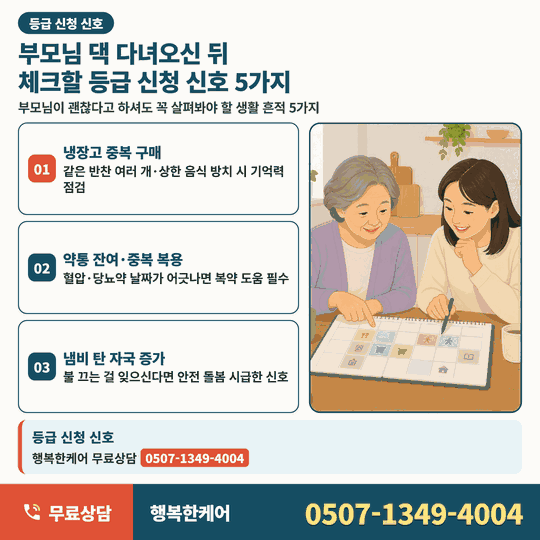 등급 신청 신호
부모님 댁 다녀오신 뒤
체크할 등급 신청 신호 5가지
부모님이 괜찮다고 하셔도 꼭 살펴봐야 할 생활 흔적 5가지
01
냉장고 중복 구매
같은 반찬 여러 개·상한 음식 방치 시 기억력
점검
02
약통 잔여·중복 복용
혈압·당뇨약 날짜가 어긋나면 복약 도움 필수
03
냄비 탄 자국 증가
불 끄는 걸 잊으신다면 안전 돌봄 시급한 신호
등급 신청 신호
행복한케어 무료상담 0507-1349-4004
무료상담
행복한케어
0507-1349-4004